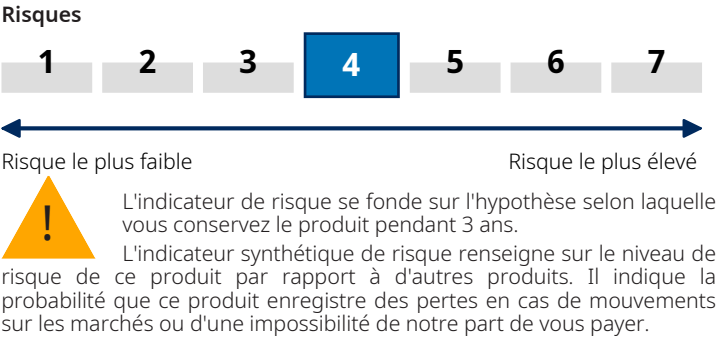 Risques
1 2 3 4 5 6 7
Risque le plus faible Risque le plus élevé
!
L'indicateur de risque se fonde sur l'hypothèse selon laquelle
vous conservez le produit pendant 3 ans.
L'indicateur synthétique de risque renseigne sur le niveau de
risque de ce produit par rapport à d'autres produits. Il indique la
probabilité que ce produit enregistre des pertes en cas de mouvements
sur les marchés ou d'une impossibilité de notre part de vous payer.